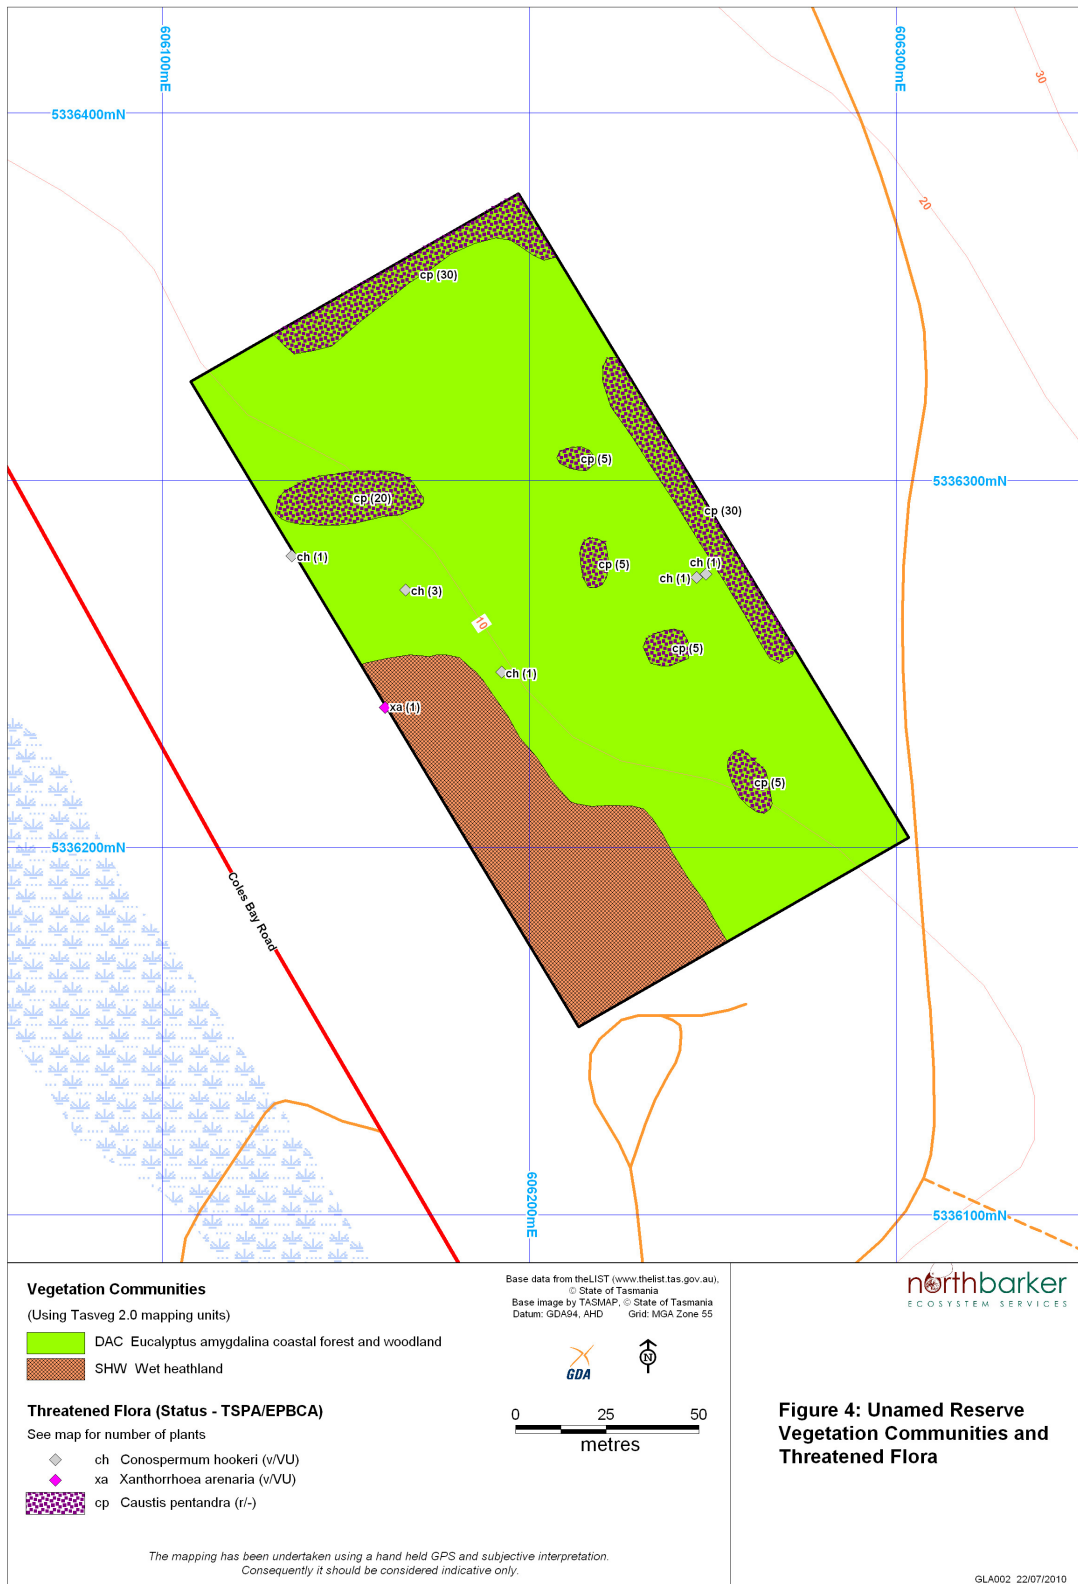 606100mE
606300mE
30
5336400mN
20
cp (30)
cp (5)
5336300mN
cp (20)
cp (30)
ch (1)
cp (5)
ch (1)
ch (1)
ch (3)
10
cp (5)
ch (1)
xa (1)
cp (5)
5336200mN
Coles Bay Road
606200mE
5336100mN
Vegetation Communities
(Using Tasveg 2.0 mapping units)
DAC Eucalyptus amygdalina coastal forest and woodland
SHW Wet heathland
Threatened Flora (Status - TSPA/EPBCA)
See map for number of plants
ch Conospermum hookeri (v/VU)
xa Xanthorrhoea arenaria (v/VU)
cp Caustis pentandra (r/-)
The mapping has been undertaken using a hand held GPS and subjective interpretation.
Consequently it should be considered indicative only.
Base data from theLIST (www.thelist.tas.gov.au),
© State of Tasmania
Base image by TASMAP, © State of Tasmania
Datum: GDA94, AHD Grid: MGA Zone 55
GDA
N
0 25 50
metres
northbarker
ECOSYSTEM SERVICES
Figure 4: Unamed Reserve
Vegetation Communities and
Threatened Flora
GLA002 22/07/2010